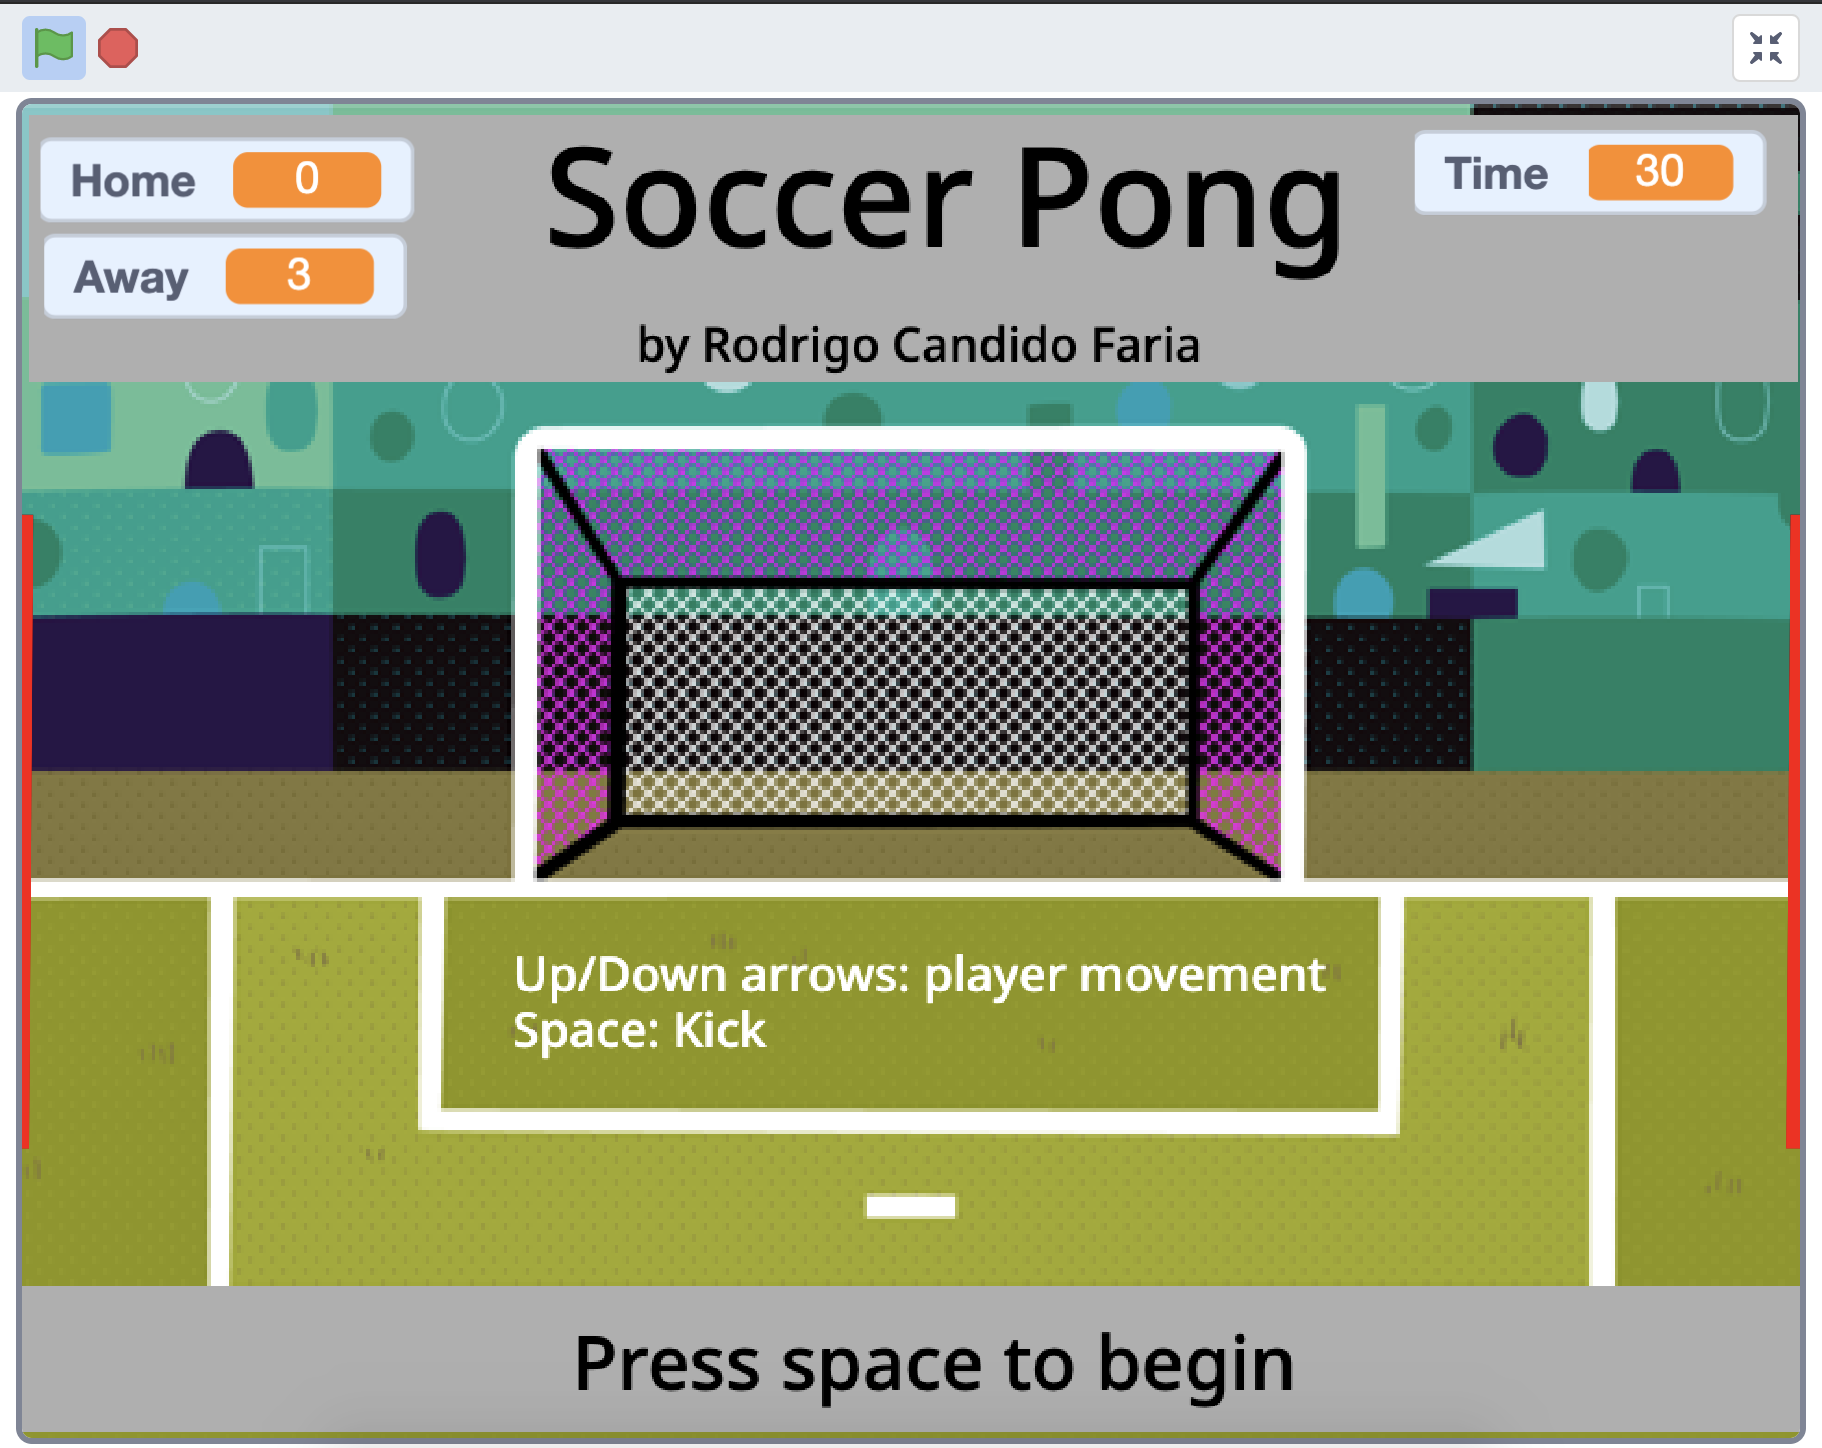 Home 0
Soccer Pong
Time 30
Away 3
by Rodrigo Candido Faria
Up/Down arrows: player movement
Space: Kick
Press space to begin